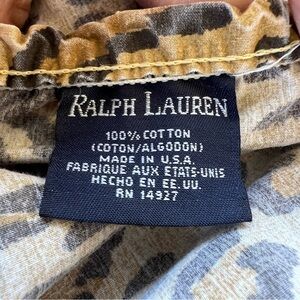 RALPH LAUREN
100% COTTON
(COTON/ALGODON)
MADE IN U.S.A.
FABRIQUE AUX ETATS-UNIS
HECHO EN EE. UU.
RN 14927